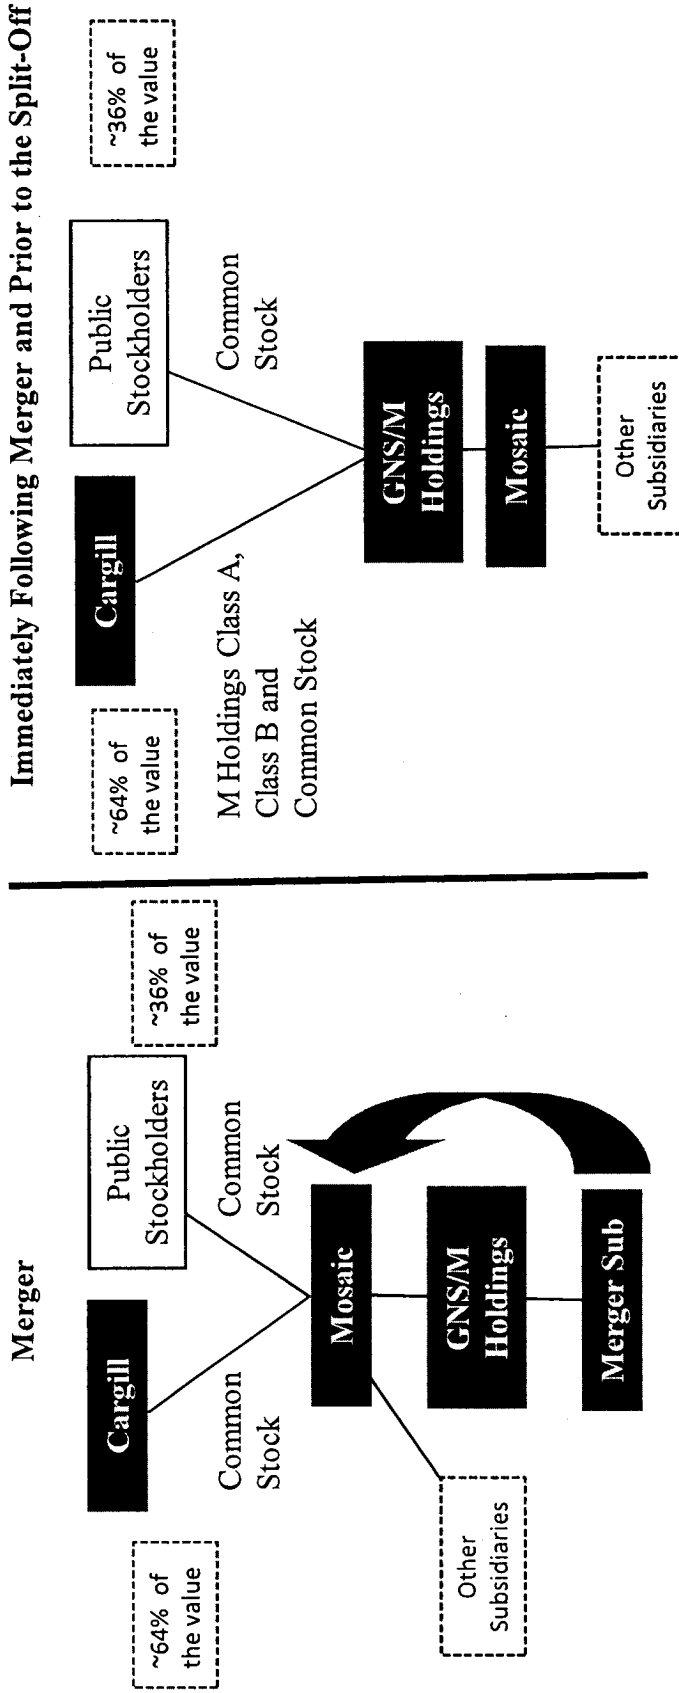 Merger
~64% of
the value
Cargill
Public
Stockholders
~36% of
the value
Common
Stock
Common
Stock
Mosaic
Other
Subsidiaries
GNS/M
Holdings
Merger Sub
Immediately Following Merger and Prior to the Split-Off
~64% of
the value
Cargill
Public
Stockholders
~36% of
the value
M Holdings Class A,
Class B and
Common Stock
Common
Stock
GNS/M
Holdings
Mosaic
Other
Subsidiaries